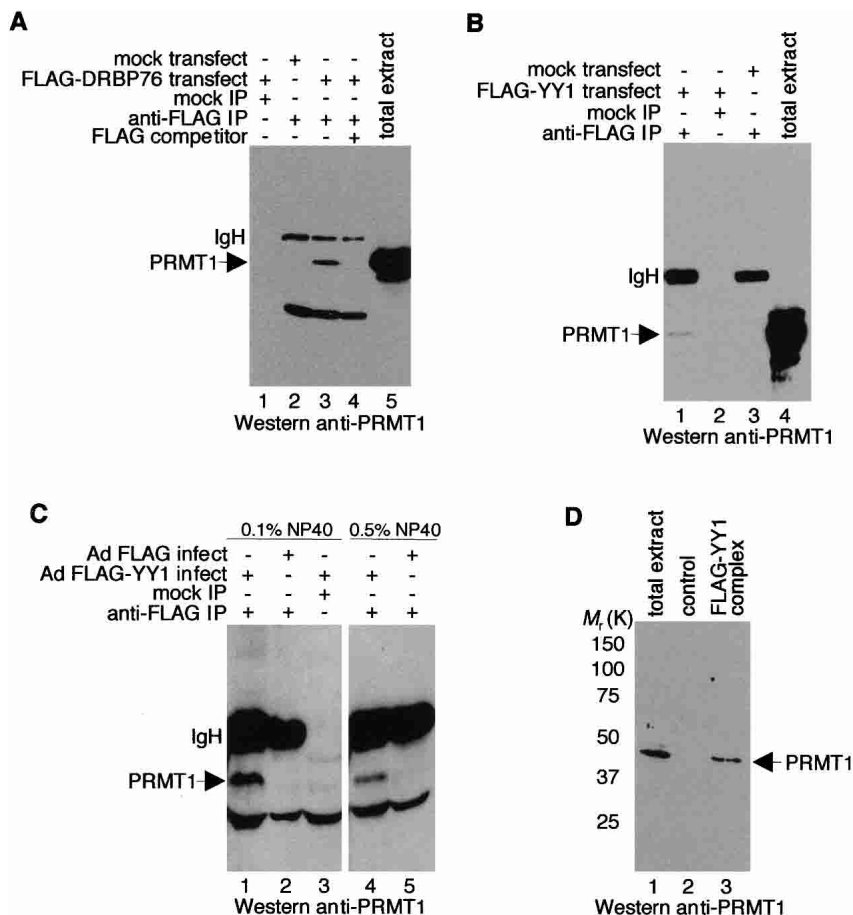 A
mock transfect - + - -
FLAG-DRBP76 transfect + - + +
mock IP + - - -
anti-FLAG IP - + + +
FLAG competitor - - - +
total extract
IgH
PRMT1
1 2 3 4 5
Western anti-PRMT1
B
mock transfect - - +
FLAG-YY1 transfect + + -
mock IP - + -
anti-FLAG IP + - +
total extract
IgH
PRMT1
1 2 3 4
Western anti-PRMT1
C
0.1% NP40 0.5% NP40
Ad FLAG infect - + - - +
Ad FLAG-YY1 infect + - + + -
mock IP - - + - -
anti-FLAG IP + + - + +
IgH
PRMT1
1 2 3 4 5
Western anti-PRMT1
D
total extract
control
FLAG-YY1
complex
Mr (K)
150
100
75
50
37
25
PRMT1
1 2 3
Western anti-PRMT1